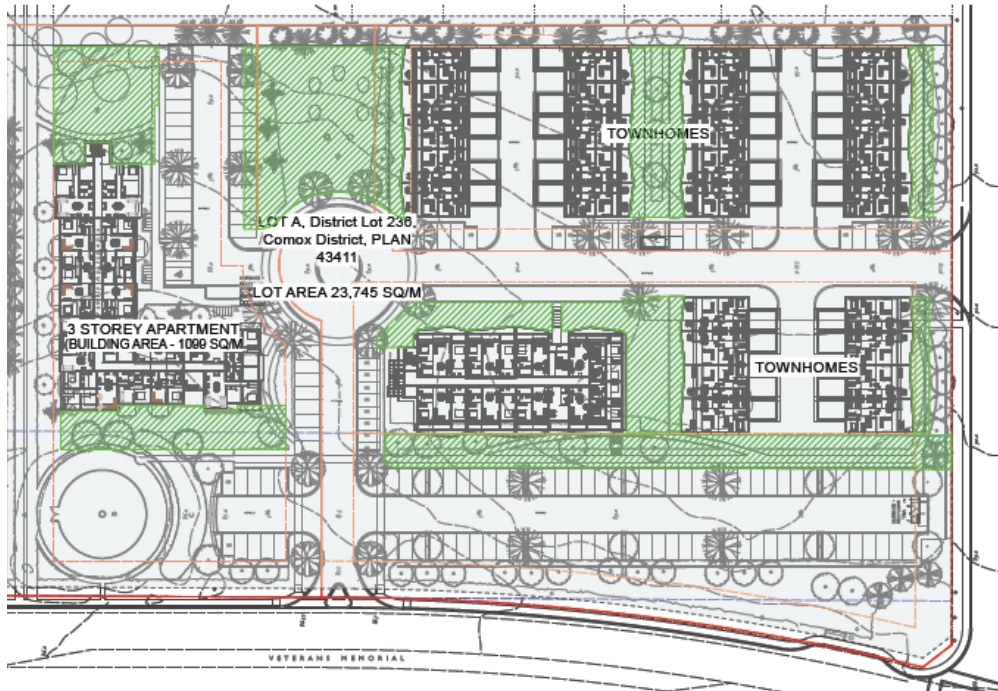 TOWNHOMES
LOT A, District Lot 236,
Comox District, PLAN
43411
LOT AREA 23,745 SQ/M
3 STOREY APARTMENT
(BUILDING AREA - 1099 SQ/M
TOWNHOMES
VETERANS MEMORIAL